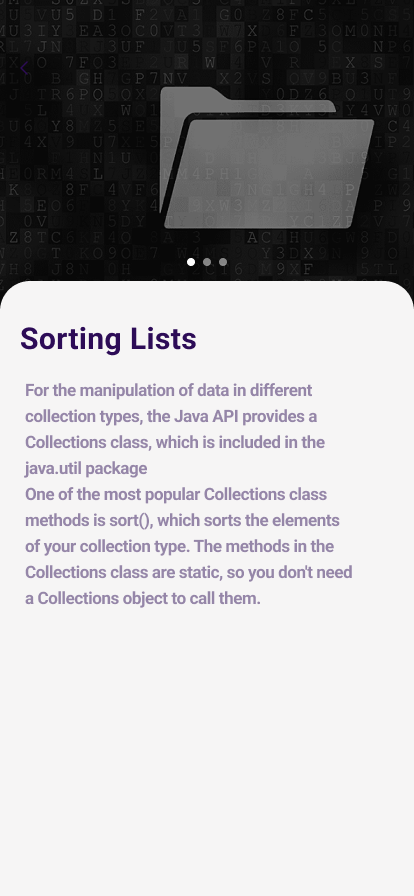 Sorting Lists
For the manipulation of data in different
collection types, the Java API provides a
Collections class, which is included in the
java.util package
One of the most popular Collections class
methods is sort(), which sorts the elements
of your collection type. The methods in the
Collections class are static, so you don't need
a Collections object to call them.